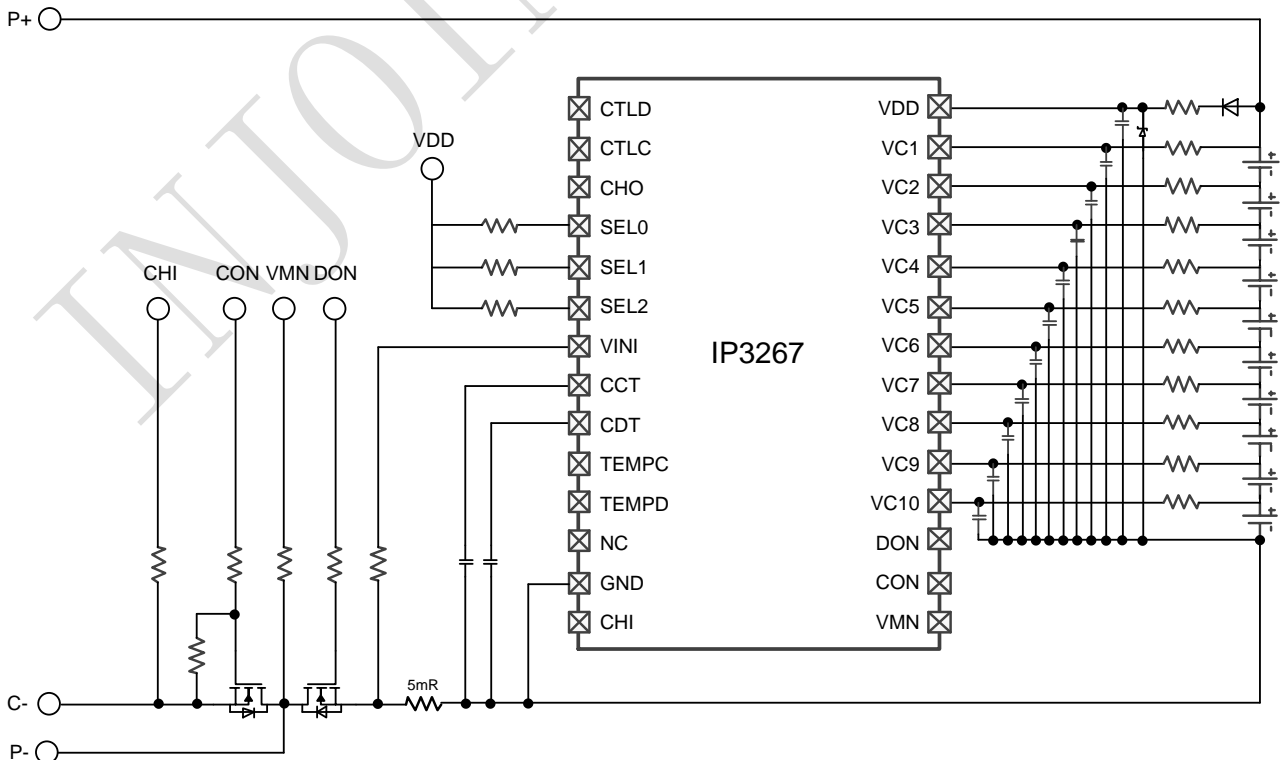 P+
INJOIN
CTLD
CTLC
CHO
SEL0
SEL1
SEL2
VINI
CCT
CDT
TEMPC
TEMPD
NC
GND
CHI
IP3267
VDD
VC1
VC2
VC3
VC4
VC5
VC6
VC7
VC8
VC9
VC10
DON
CON
VMN
VDD
CHI
CON
VMN
DON
5mR
C-
P-
+
+
+
+
+
+
+
+
+
+